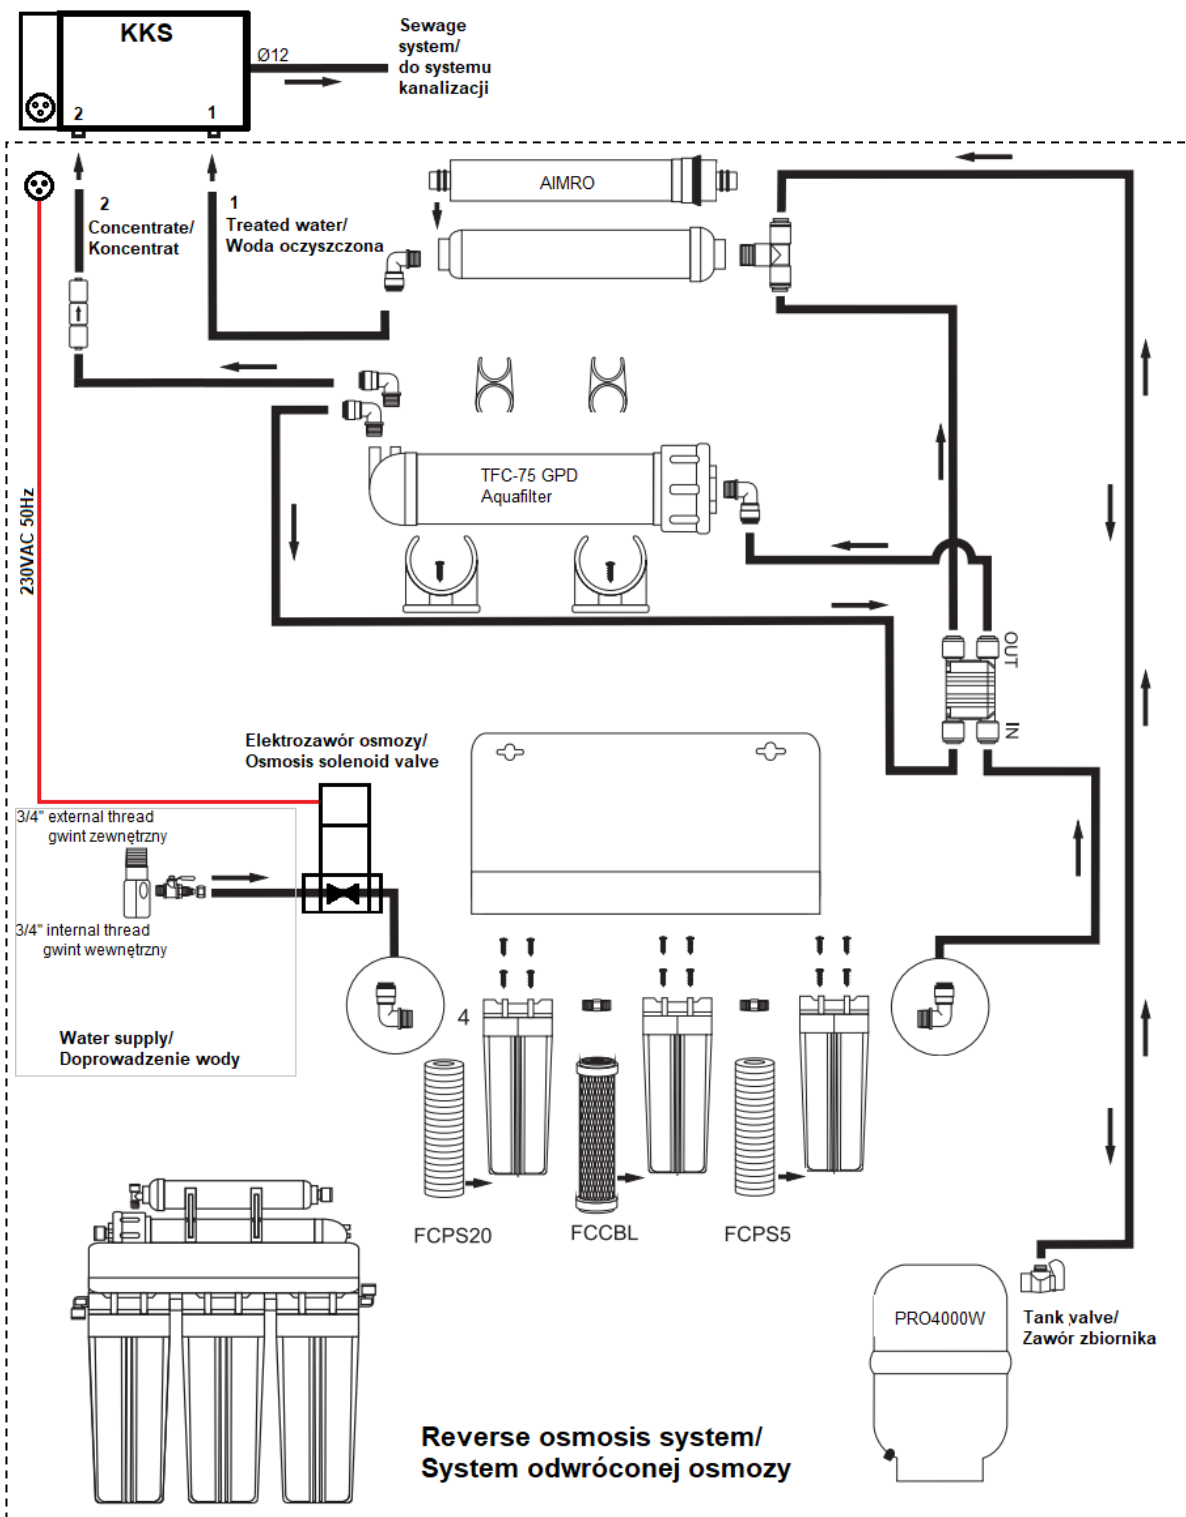 KKS
Ø12
2
1
Sewage
system/
do systemu
kanalizacji
AIMRO
2
Concentrate/
Koncentrat
1
Treated water/
Woda oczyszczona
TFC-75 GPD
Aquafilter
230VAC 50Hz
OUT
IN
Elektrozawór osmozy/
Osmosis solenoid valve
3/4" external thread
gwint zewnętrzny
3/4" internal thread
gwint wewnętrzny
Water supply/
Doprowadzenie wody
4
FCPS20
FCCBL
FCPS5
PRO4000W
Tank valve/
Zawór zbiornika
Reverse osmosis system/
System odwróconej osmozy